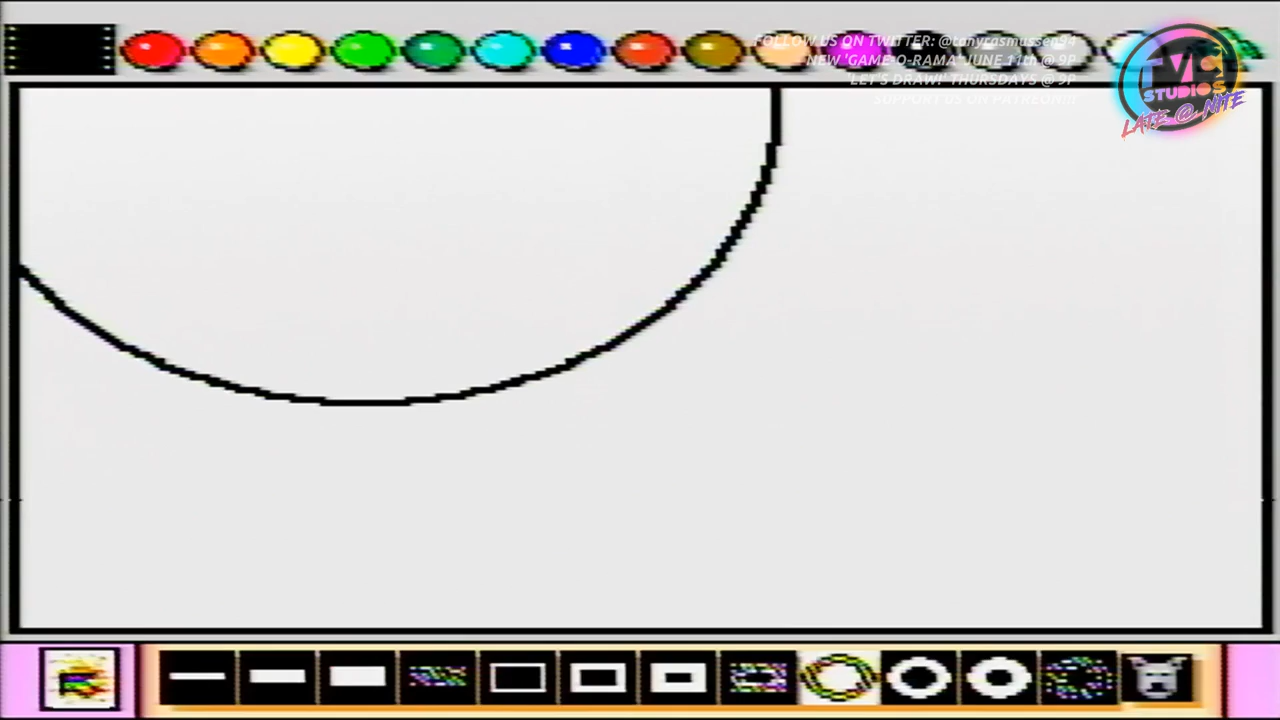 FOLLOW US ON TWITTER: @tonyrasmussen94
NEW 'GAME-O-RAMA' JUNE 11th @ 9P
'LET'S DRAW!' THURSDAYS @ 9P
SUPPORT US ON PATREON!!!
TVC
STUDIOS
LATE @ NITE